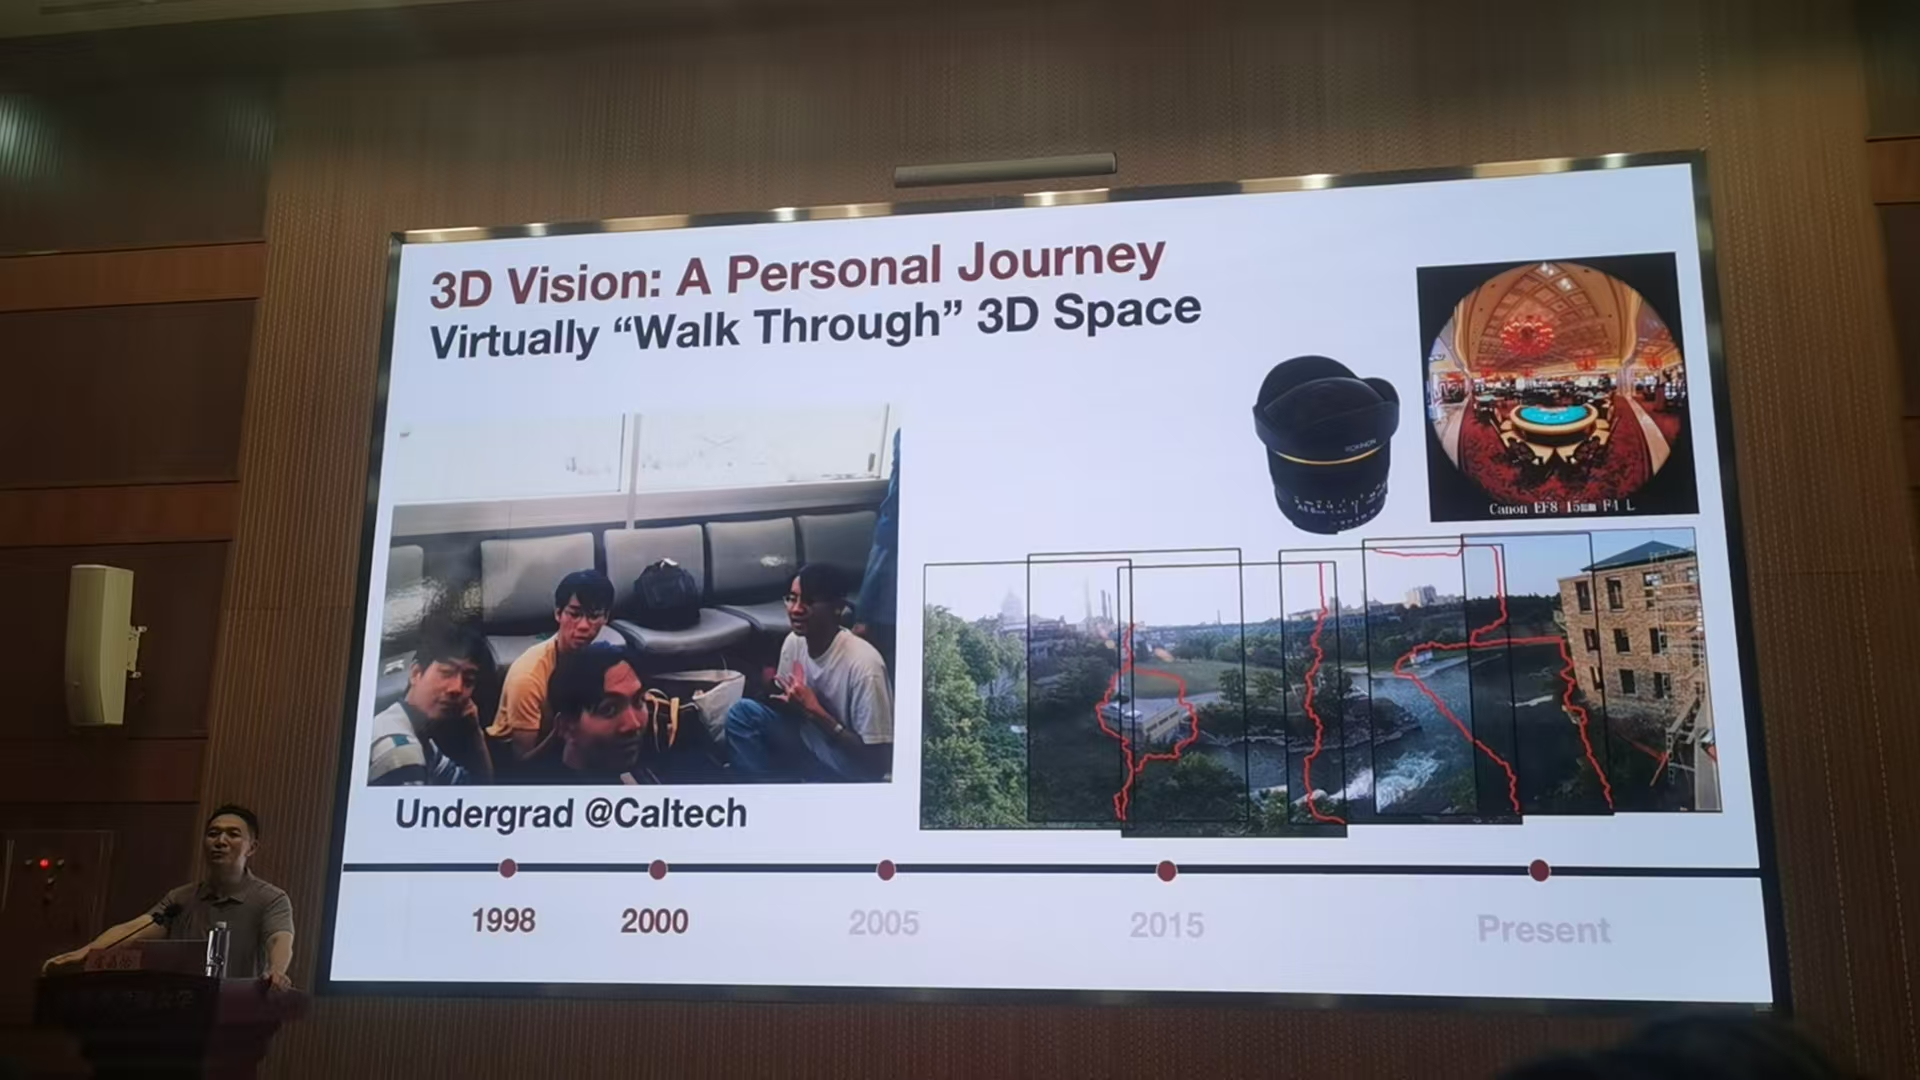 3D Vision: A Personal Journey
Virtually “Walk Through” 3D Space
ROKINON
Canon EF8-15mm F4 L
Undergrad @Caltech
1998
2000
2005
2015
Present